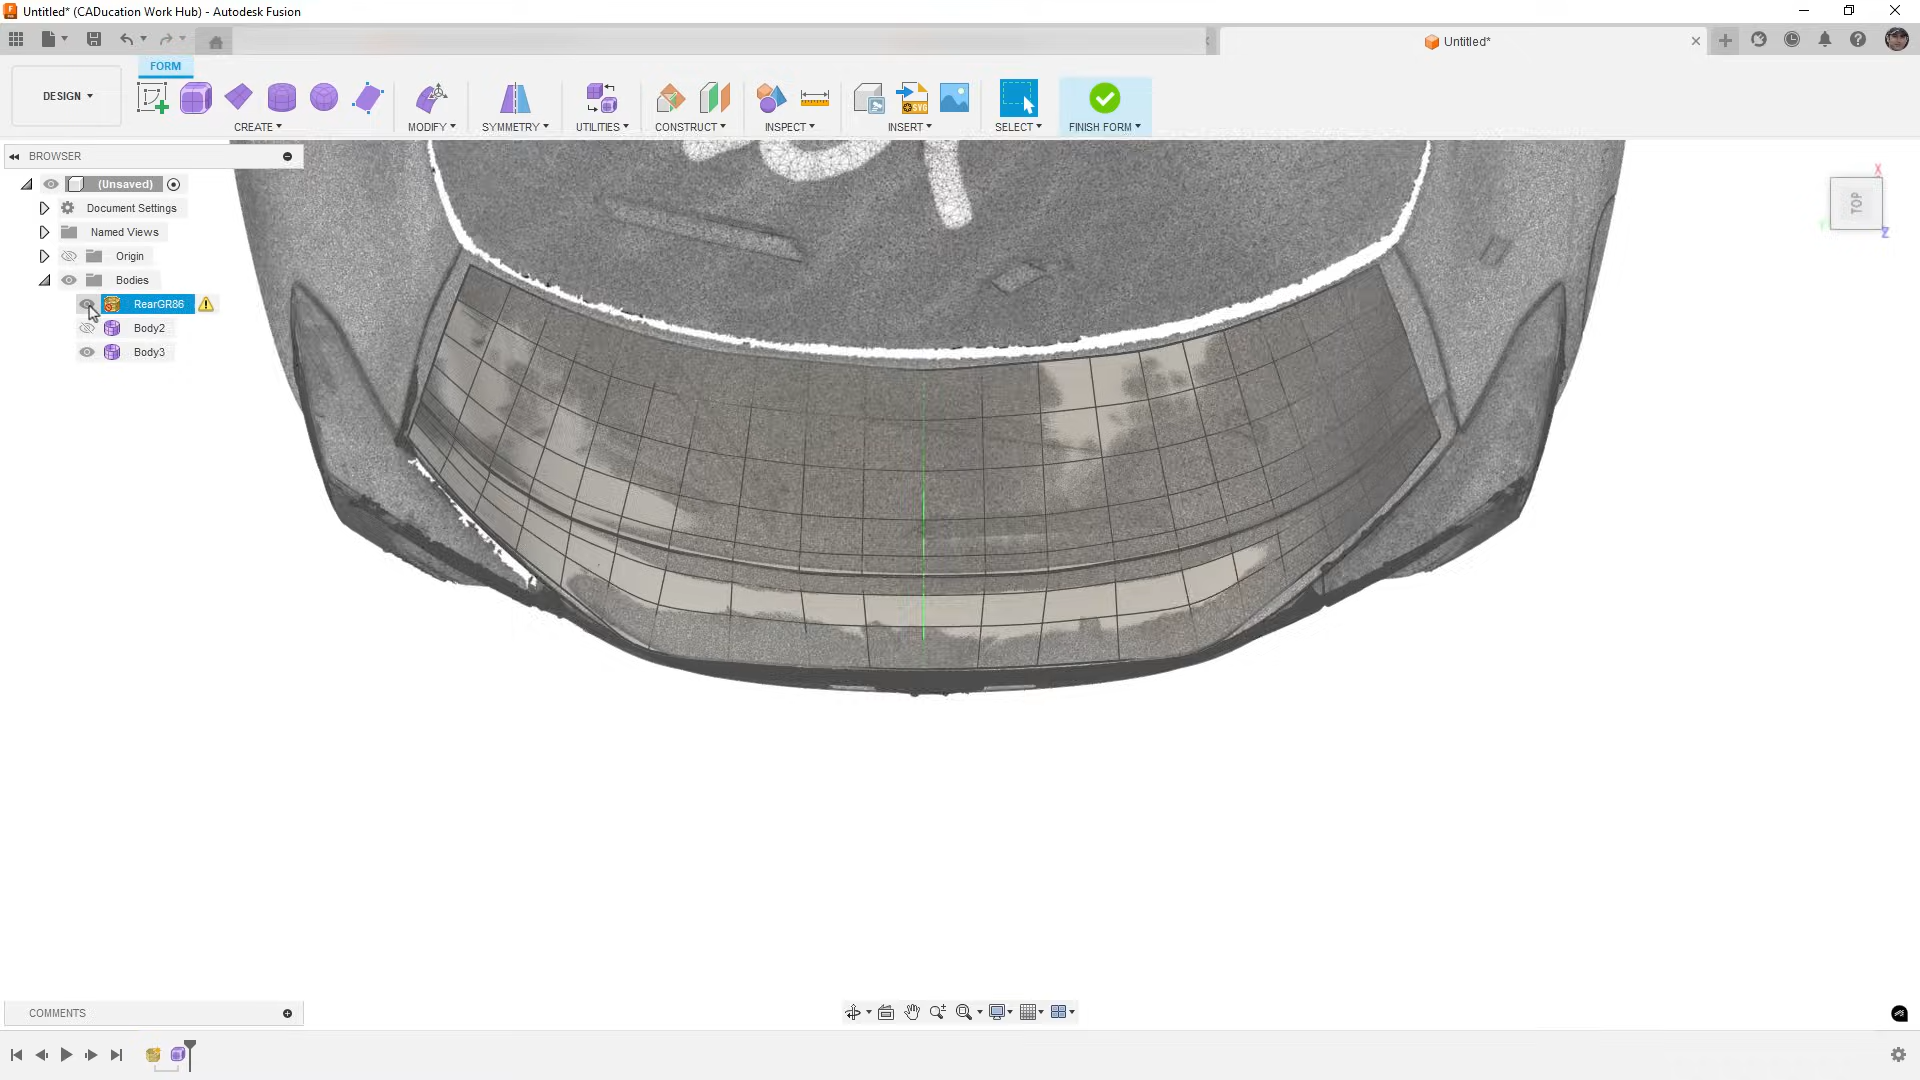 Untitled* (CADucation Work Hub) - Autodesk Fusion
Untitled*
FORM
DESIGN
CREATE
MODIFY
SYMMETRY
UTILITIES
CONSTRUCT
INSPECT
INSERT
SELECT
FINISH FORM
SVG
BROWSER
(Unsaved)
Document Settings
Named Views
Origin
Bodies
RearGR86
Body2
Body3
X
TOP
Y
Z
COMMENTS